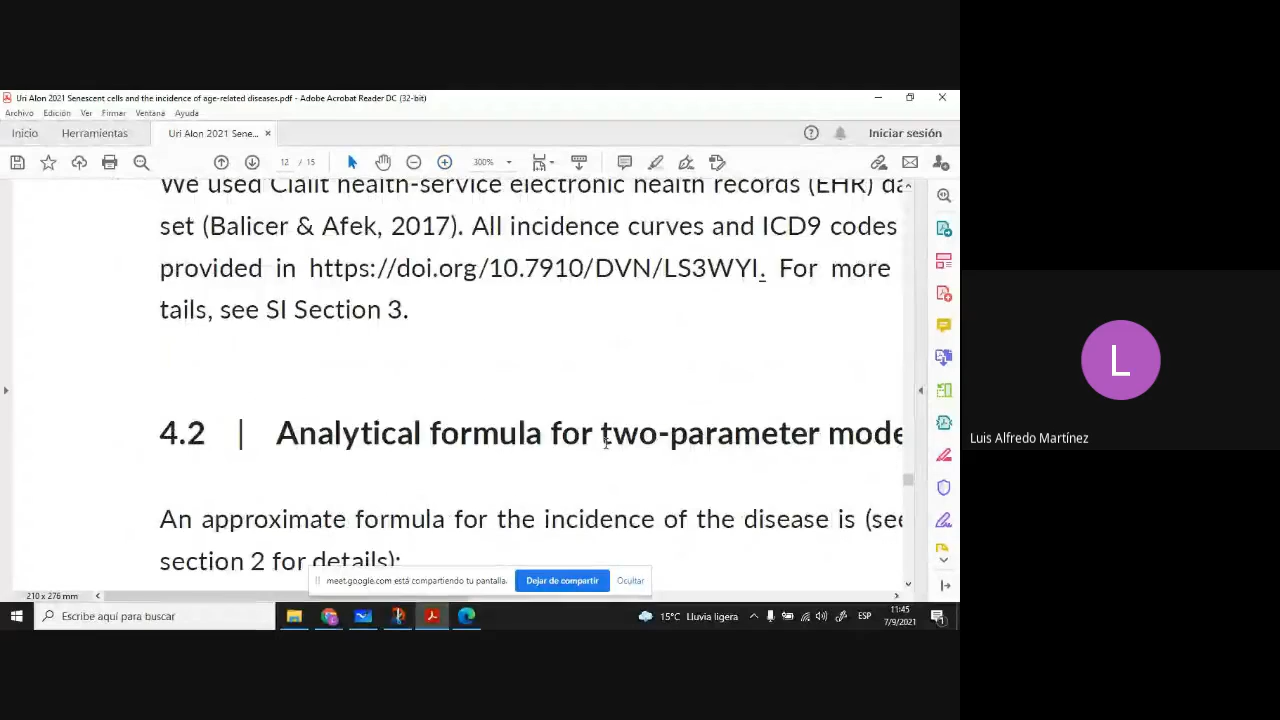 Uri Alon 2021 Senescent cells and the incidence of age-related diseases.pdf - Adobe Acrobat Reader DC (32-bit)
Archivo Edición Ver Firmar Ventana Ayuda
Inicio Herramientas Uri Alon 2021 Sene... × Iniciar sesión
12 / 15 300%
We used Clalit health-service electronic health records (EHR) da
set (Balicer & Afek, 2017). All incidence curves and ICD9 codes
provided in https://doi.org/10.7910/DVN/LS3WYI. For more
tails, see SI Section 3.
4.2 | Analytical formula for two-parameter mode
An approximate formula for the incidence of the disease is (see
section 2 for details):
meet.google.com está compartiendo tu pantalla. Dejar de compartir Ocultar
210 x 276 mm
Escribe aquí para buscar 15°C Lluvia ligera ESP 11:45
7/9/2021
L
Luis Alfredo Martínez